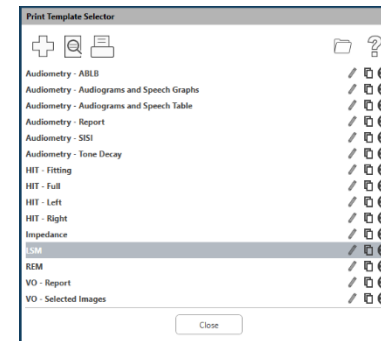 Print Template Selector
?
Audiometry - ABLB
Audiometry - Audiograms and Speech Graphs
Audiometry - Audiograms and Speech Table
Audiometry - Report
Audiometry - SISI
Audiometry - Tone Decay
HIT - Fitting
HIT - Full
HIT - Left
HIT - Right
Impedance
LSM
REM
VO - Report
VO - Selected Images
Close